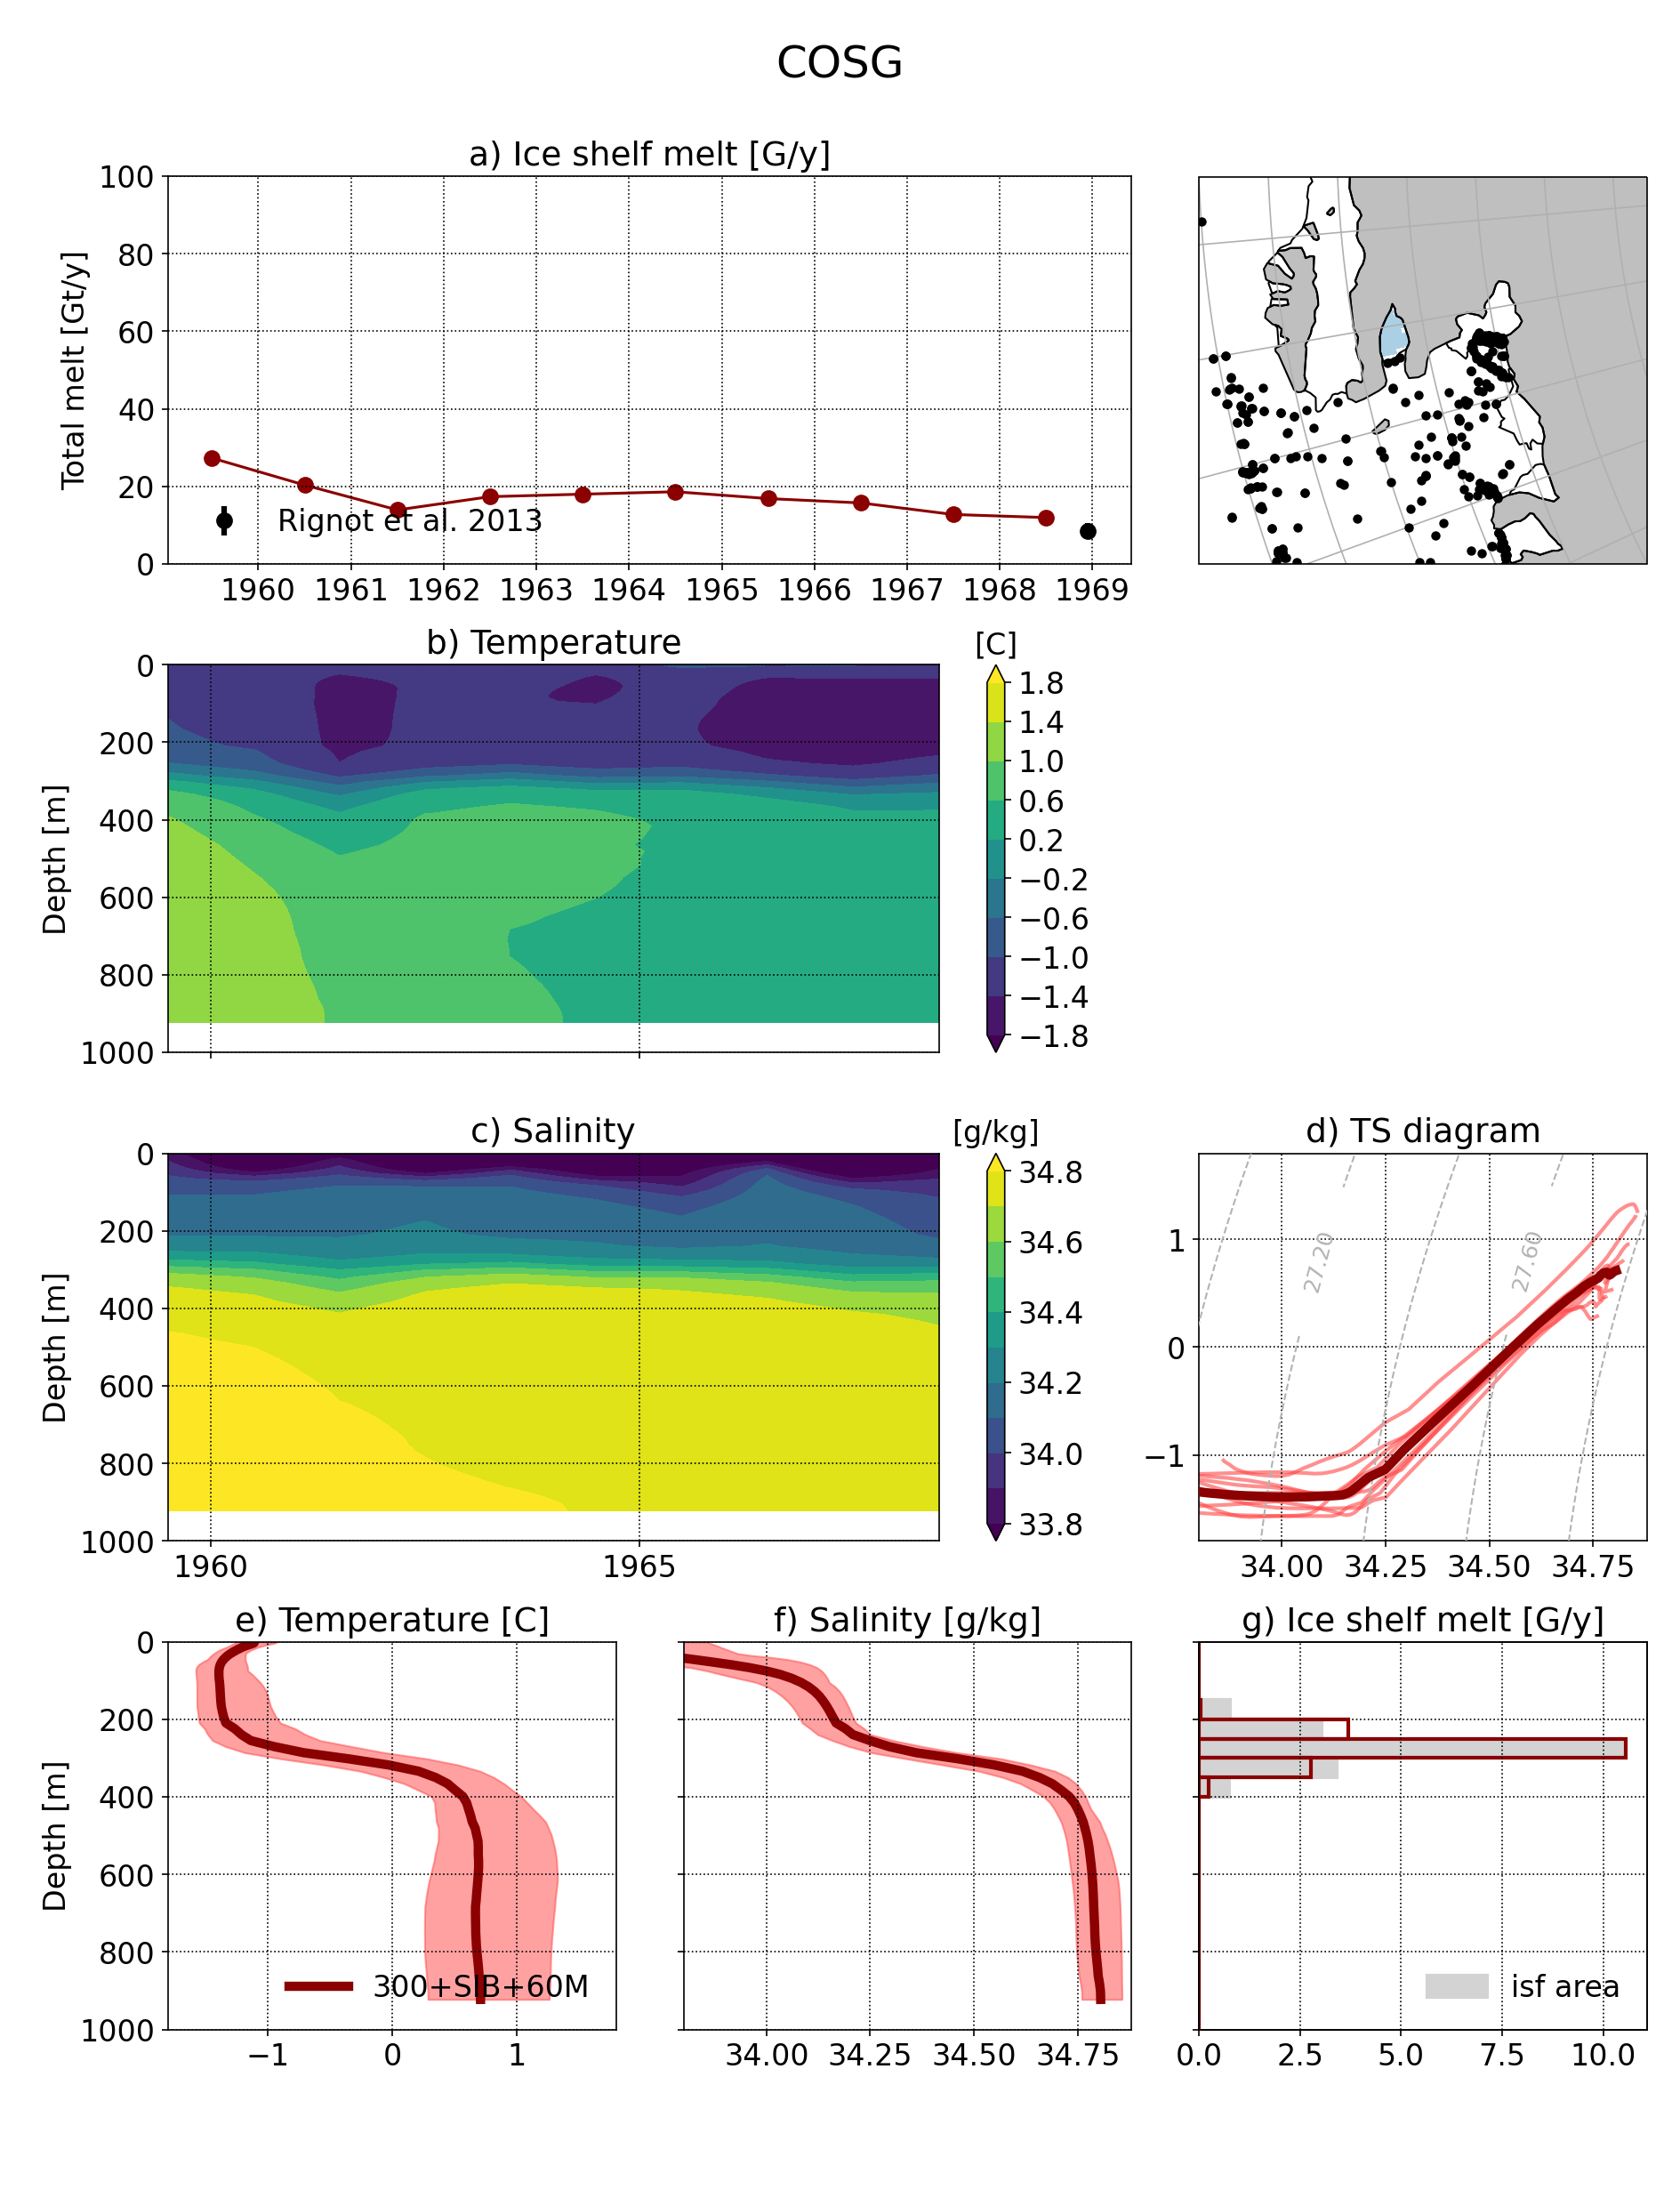 COSG
a) Ice shelf melt [G/y]
Total melt [Gt/y]
100
80
60
40
20
0
Rignot et al. 2013
1960 1961 1962 1963 1964 1965 1966 1967 1968 1969
b) Temperature
[C]
Depth [m]
0
200
400
600
800
1000
1.8
1.4
1.0
0.6
0.2
−0.2
−0.6
−1.0
−1.4
−1.8
c) Salinity
[g/kg]
Depth [m]
0
200
400
600
800
1000
1960 1965
34.8
34.6
34.4
34.2
34.0
33.8
d) TS diagram
1
0
−1
27.20
27.60
34.00 34.25 34.50 34.75
e) Temperature [C]
Depth [m]
0
200
400
600
800
1000
300+SIB+60M
−1 0 1
f) Salinity [g/kg]
34.00 34.25 34.50 34.75
g) Ice shelf melt [G/y]
isf area
0.0 2.5 5.0 7.5 10.0